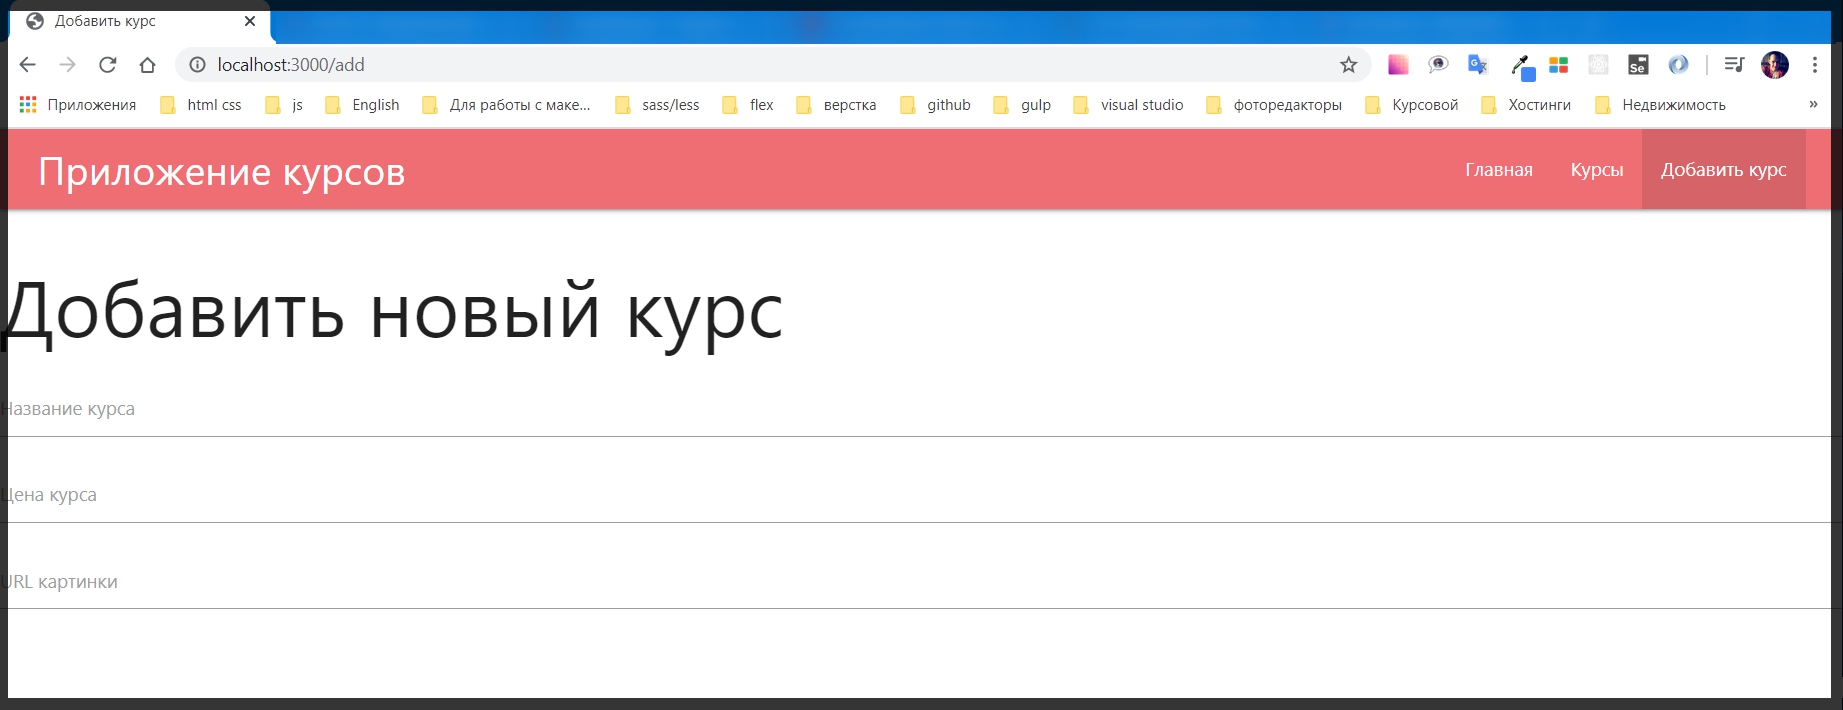 Добавить курс
localhost:3000/add
Приложения html css js English Для работы с маке... sass/less flex верстка github gulp visual studio фоторедакторы Курсовой Хостинги Недвижимость »
Приложение курсов Главная Курсы Добавить курс
Добавить новый курс
Название курса
Цена курса
URL картинки